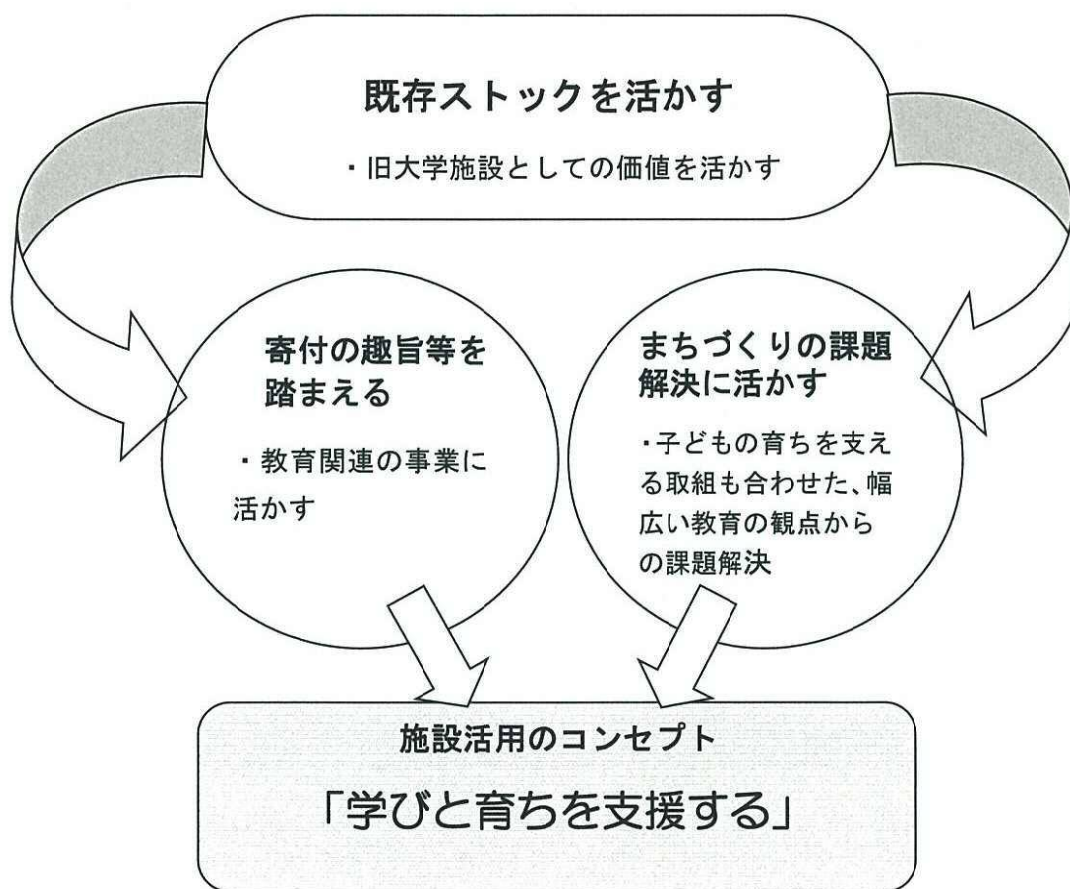 既存ストックを活かす
・旧大学施設としての価値を活かす
寄付の趣旨等を
踏まえる
・教育関連の事業に
活かす
まちづくりの課題
解決に活かす
・子どもの育ちを支え
る取組も合わせた、幅
広い教育の観点から
の課題解決
施設活用のコンセプト
「学びと育ちを支援する」